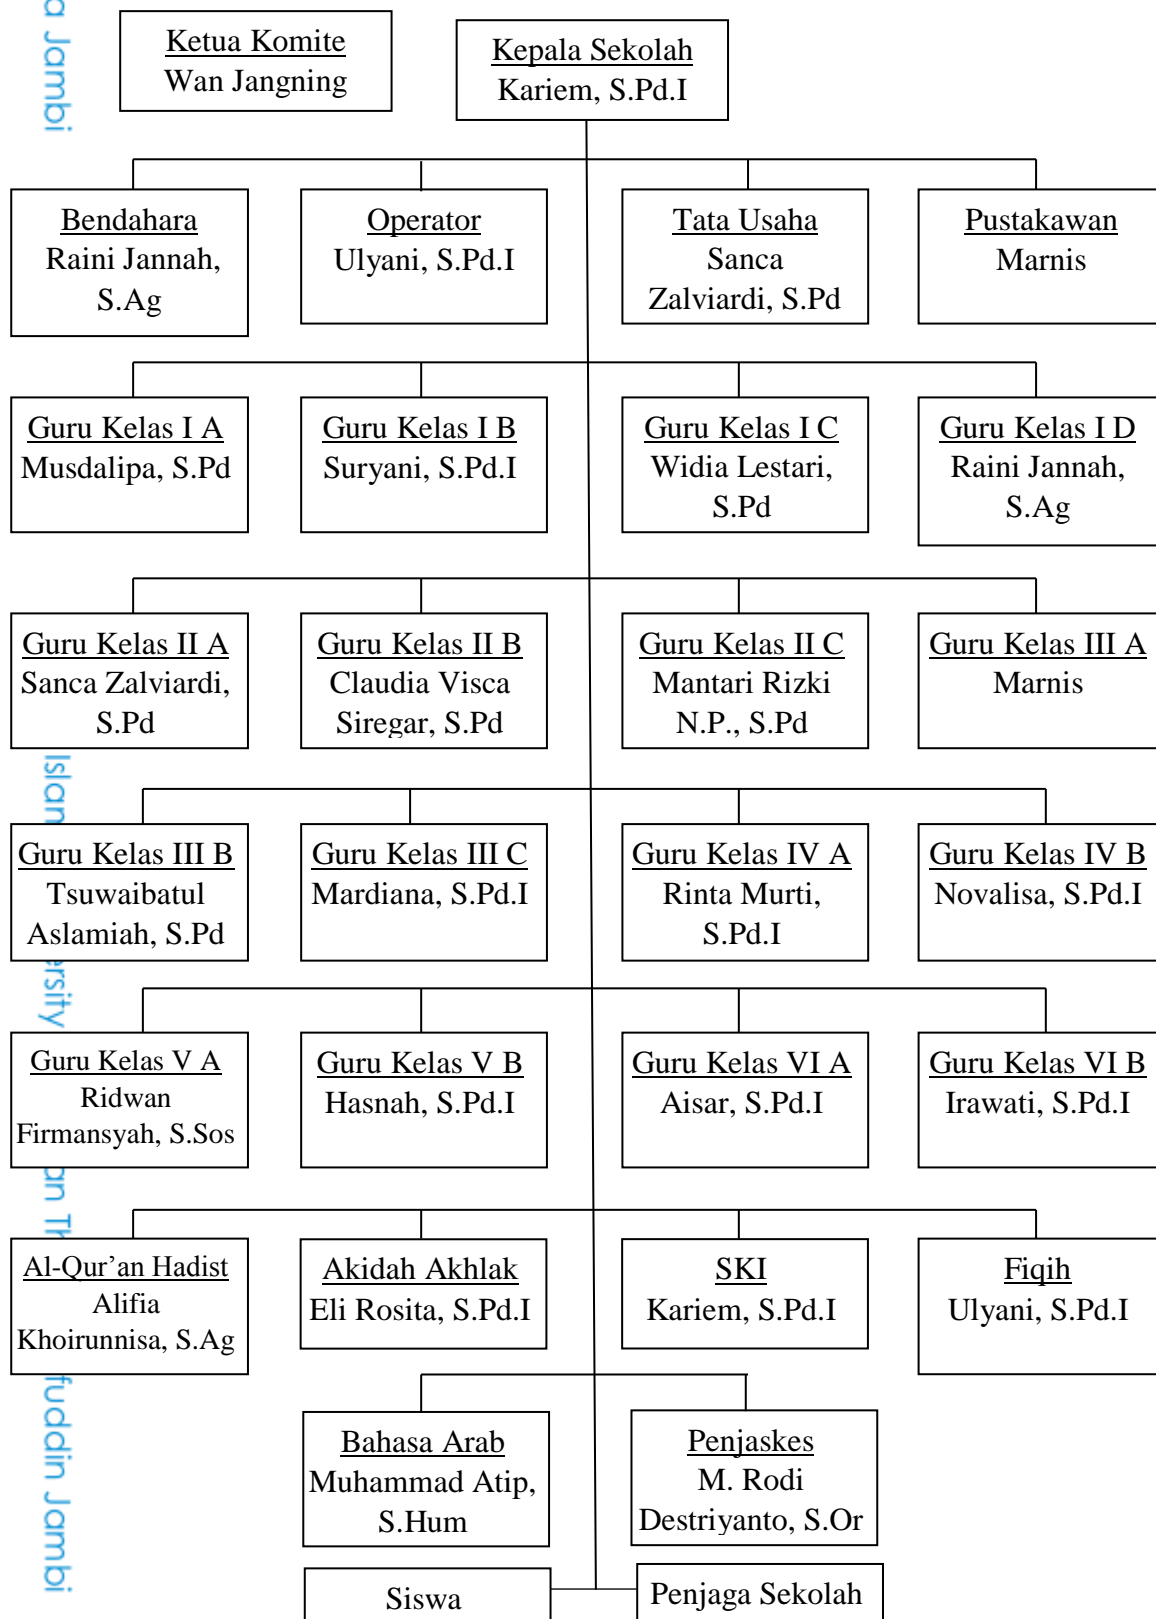 Ketua Komite
Wan Jangning
Kepala Sekolah
Kariem, S.Pd.I
Bendahara
Raini Jannah,
S.Ag
Operator
Ulyani, S.Pd.I
Tata Usaha
Sanca
Zalviardi, S.Pd
Pustakawan
Marnis
Guru Kelas I A
Musdalipa, S.Pd
Guru Kelas I B
Suryani, S.Pd.I
Guru Kelas I C
Widia Lestari,
S.Pd
Guru Kelas I D
Raini Jannah,
S.Ag
Guru Kelas II A
Sanca Zalviardi,
S.Pd
Guru Kelas II B
Claudia Visca
Siregar, S.Pd
Guru Kelas II C
Mantari Rizki
N.P., S.Pd
Guru Kelas III A
Marnis
Guru Kelas III B
Tsuwaibatul
Aslamiah, S.Pd
Guru Kelas III C
Mardiana, S.Pd.I
Guru Kelas IV A
Rinta Murti,
S.Pd.I
Guru Kelas IV B
Novalisa, S.Pd.I
Guru Kelas V A
Ridwan
Firmansyah, S.Sos
Guru Kelas V B
Hasnah, S.Pd.I
Guru Kelas VI A
Aisar, S.Pd.I
Guru Kelas VI B
Irawati, S.Pd.I
Al-Qur’an Hadist
Alifia
Khoirunnisa, S.Ag
Akidah Akhlak
Eli Rosita, S.Pd.I
SKI
Kariem, S.Pd.I
Fiqih
Ulyani, S.Pd.I
Bahasa Arab
Muhammad Atip,
S.Hum
Penjaskes
M. Rodi
Destriyanto, S.Or
Siswa
Penjaga Sekolah
Jambi
Jambi